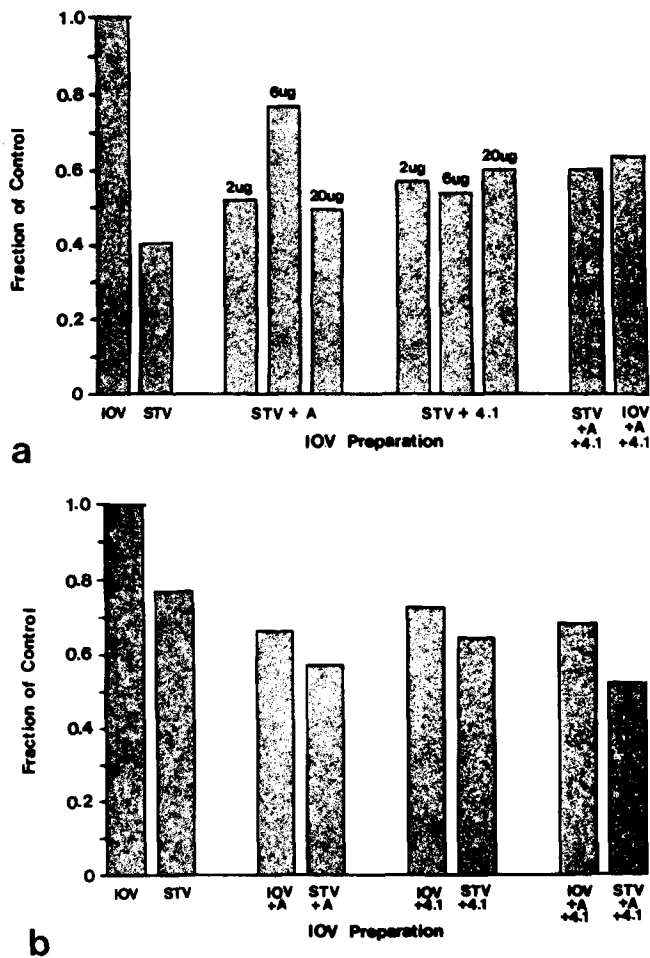 1.0
0.8
0.6
0.4
0.2
0
Fraction of Control
2ug
6ug
20ug
2ug
6ug
20ug
IOV
STV
STV + A
STV + 4.1
STV
+A
+4.1
IOV
+A
+4.1
IOV Preparation
a
1.0
0.8
0.6
0.4
0.2
0
Fraction of Control
IOV
STV
IOV
+A
STV
+A
IOV
+4.1
STV
+4.1
IOV
+A
+4.1
STV
+A
+4.1
IOV Preparation
b